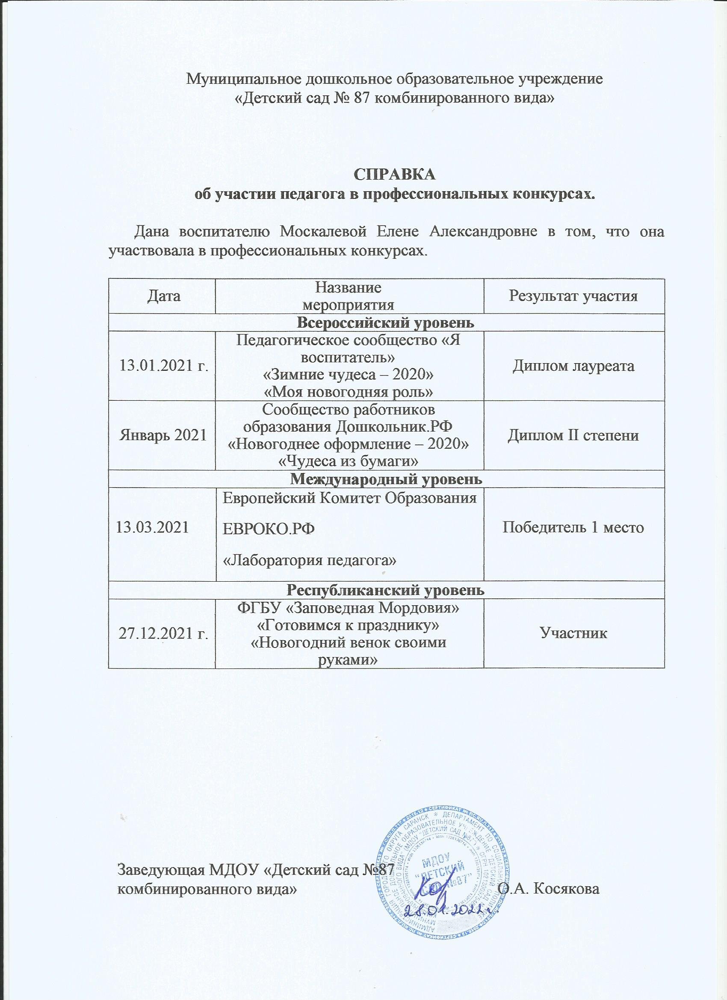 Муниципальное дошкольное образовательное учреждение
«Детский сад № 87 комбинированного вида»
СПРАВКА
об участии педагога в профессиональных конкурсах.
Дана воспитателю Москалевой Елене Александровне в том, что она
участвовала в профессиональных конкурсах.
Дата
Название
мероприятия
Результат участия
Всероссийский уровень
13.01.2021 г.
Педагогическое сообщество «Я
воспитатель»
«Зимние чудеса – 2020»
«Моя новогодняя роль»
Диплом лауреата
Январь 2021
Сообщество работников
образования Дошкольник.РФ
«Новогоднее оформление – 2020»
«Чудеса из бумаги»
Диплом II степени
Международный уровень
13.03.2021
Европейский Комитет Образования
ЕВРОКО.РФ
«Лаборатория педагога»
Победитель 1 место
Республиканский уровень
27.12.2021 г.
ФГБУ «Заповедная Мордовия»
«Готовимся к празднику»
«Новогодний венок своими
руками»
Участник
Заведующая МДОУ «Детский сад №87
комбинированного вида»
О.А. Косякова
МДОУ
"ДЕТСКИЙ
САД №87"
28.01.2022 г.